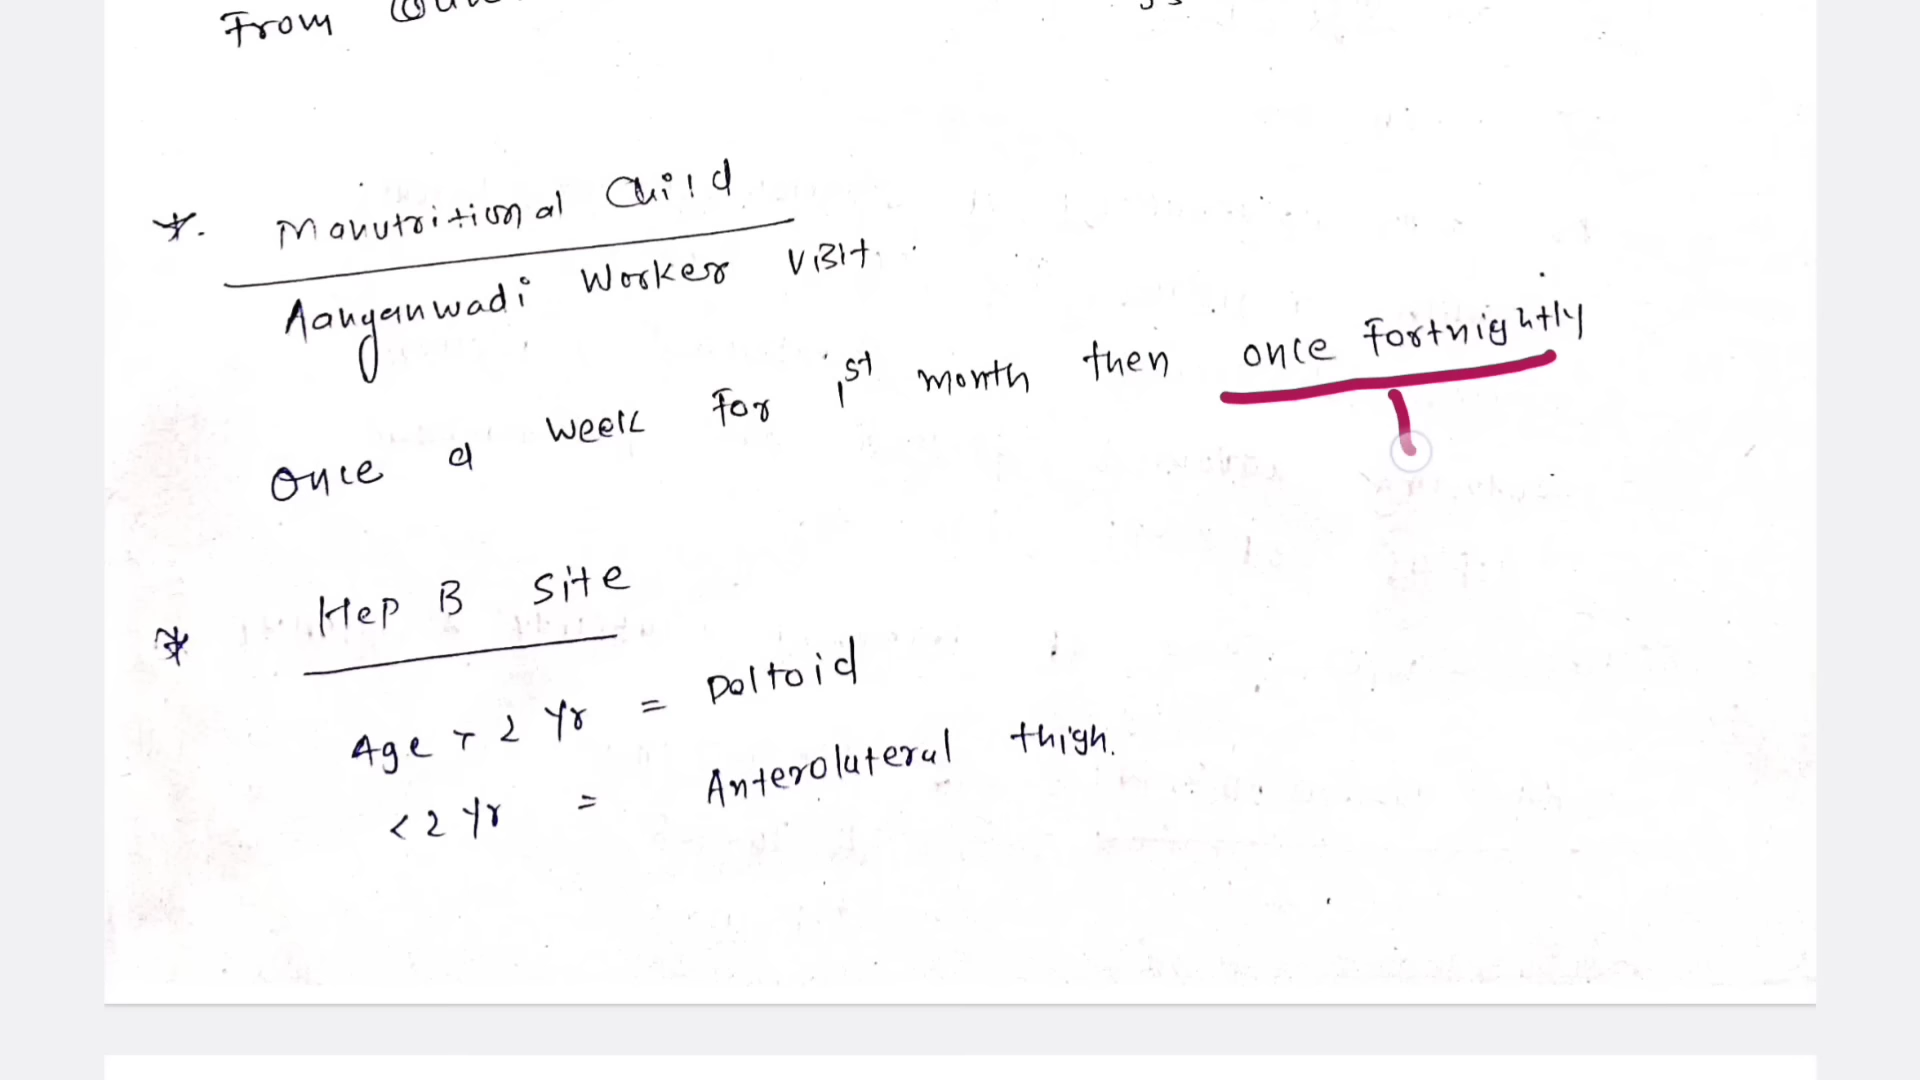 From
*. Manutritional Child
Aanganwadi Worker Visit.
Once a week For 1st month then once fortnightly
* Hep B site
Age > 2 Yr = Deltoid
< 2 Yr = Anterolateral thigh.